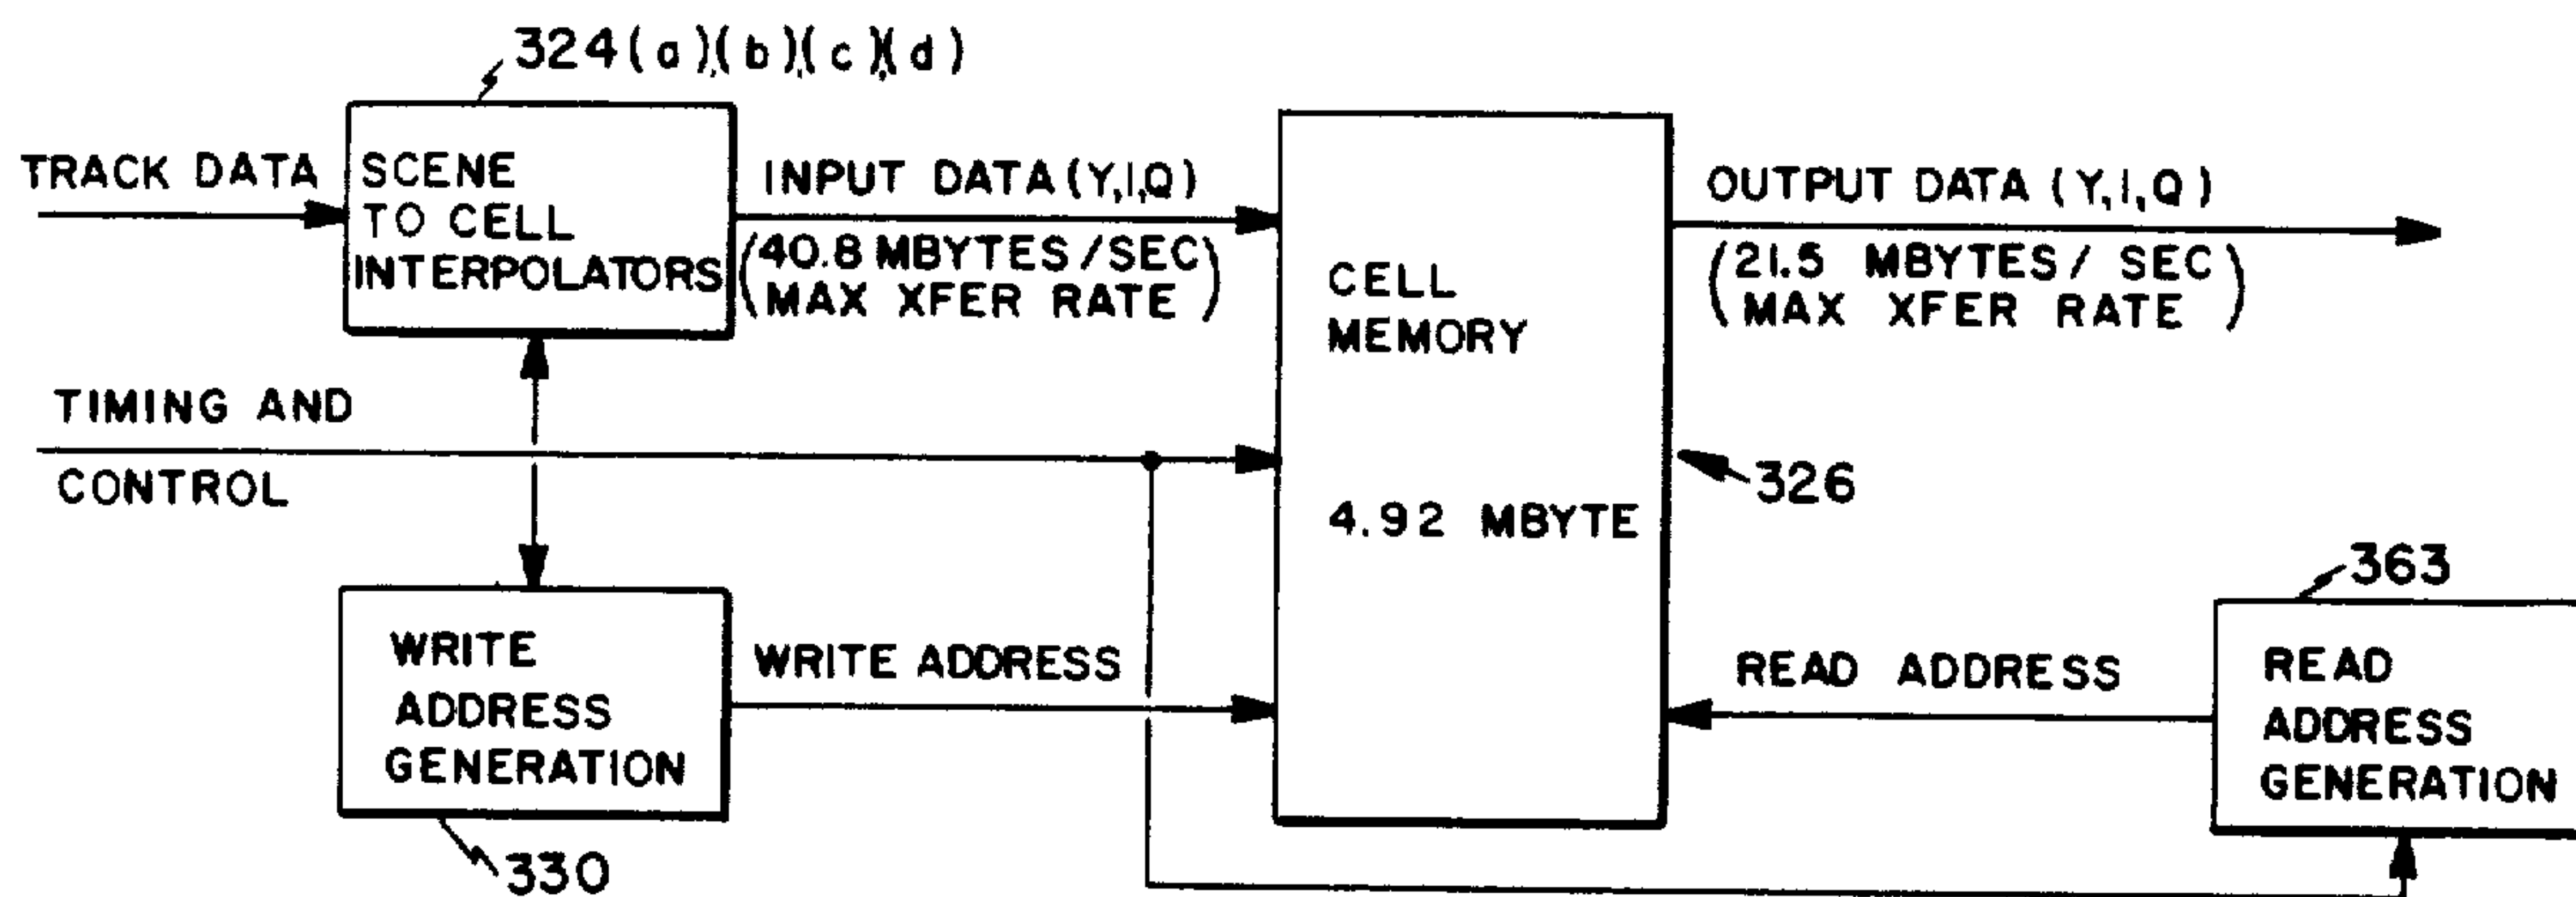 324(a),(b),(c),(d)
TRACK DATA
SCENE
TO CELL
INTERPOLATORS
INPUT DATA (Y,I,Q)
(40.8 MBYTES/SEC
MAX XFER RATE)
CELL
MEMORY
4.92 MBYTE
OUTPUT DATA (Y,I,Q)
(21.5 MBYTES/ SEC
MAX XFER RATE)
TIMING AND
CONTROL
326
WRITE
ADDRESS
GENERATION
330
WRITE ADDRESS
READ ADDRESS
363
READ
ADDRESS
GENERATION